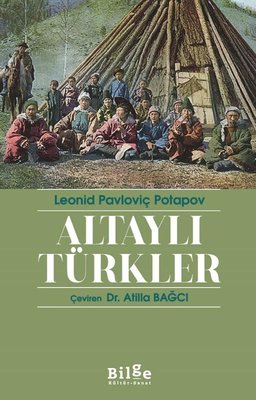 Leonid Pavloviç Potapov
ALTAYLI
TÜRKLER
Çeviren Dr. Atilla BAĞCI
Bilge
Kültür-Sanat